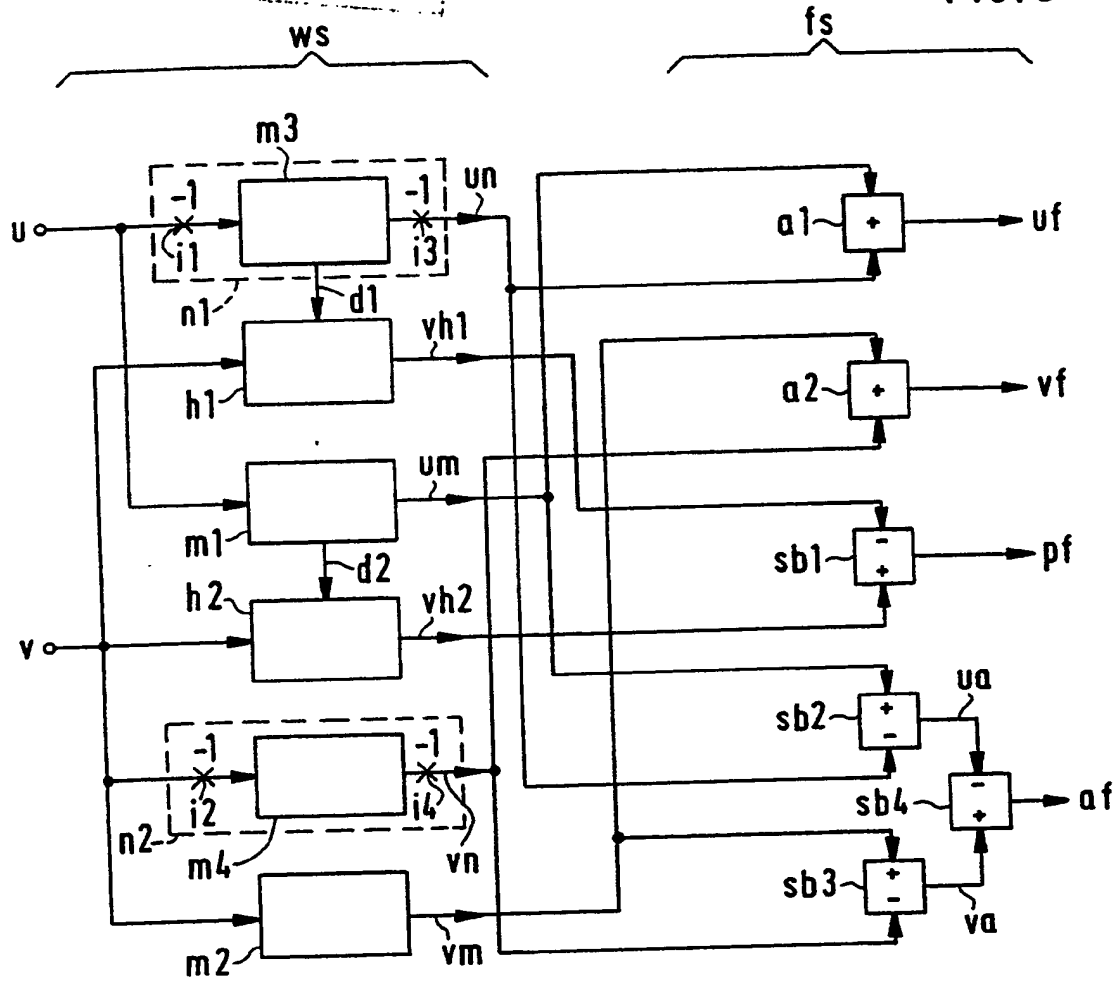 ws
fs
m3
-1
-1
un
u
i1
i3
n1
d1
a1
+
uf
vh1
h1
a2
+
vf
um
m1
d2
sb1
-
+
pf
h2
vh2
v
ua
sb2
+
-
-1
-1
i2
i4
n2
m4
vn
sb4
-
+
af
sb3
+
-
va
m2
vm